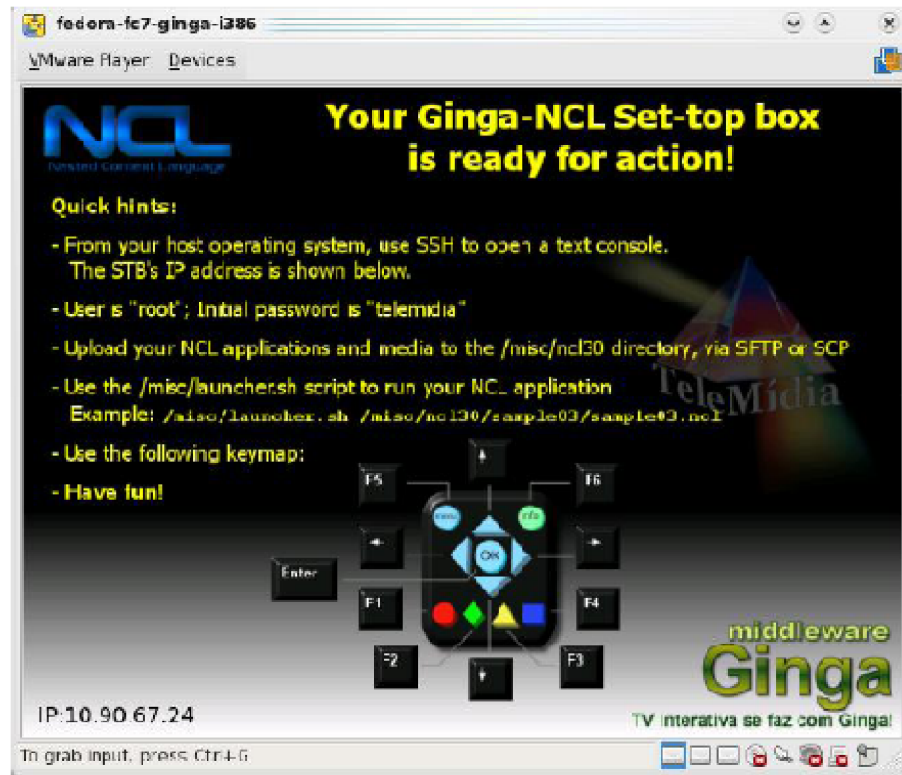 fedora-fc7-ginga-i386
VMware Player Devices
NCL
Nested Content Language
Your Ginga-NCL Set-top box
is ready for action!
Quick hints:
- From your host operating system, use SSH to open a text console.
The STB's IP address is shown below.
- User is "root"; Initial password is "telemidia"
- Upload your NCL applications and media to the /misc/ncl30 directory, via SFTP or SCP
- Use the /misc/launcher.sh script to run your NCL application
Example: /misc/launcher.sh /misc/ncl30/sample03/sample03.ncl
TeleMídia
- Use the following keymap:
- Have fun!
F5
F6
menu
info
OK
Enter
F1
F4
F2
F3
middleware
Ginga
TV Interativa se faz com Ginga!
IP:10.90.67.24
To grab input, press Ctrl+G